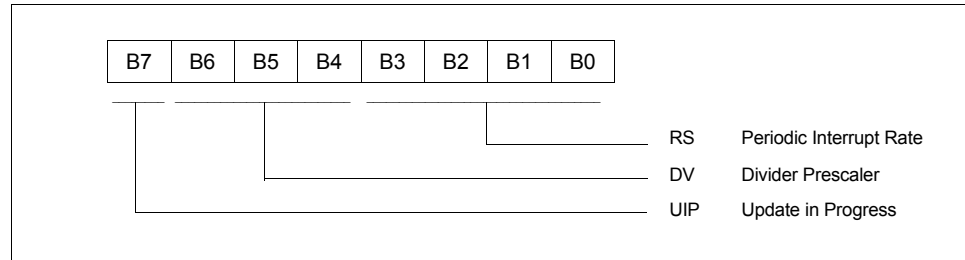 B7 B6 B5 B4 B3 B2 B1 B0
RS Periodic Interrupt Rate
DV Divider Prescaler
UIP Update in Progress